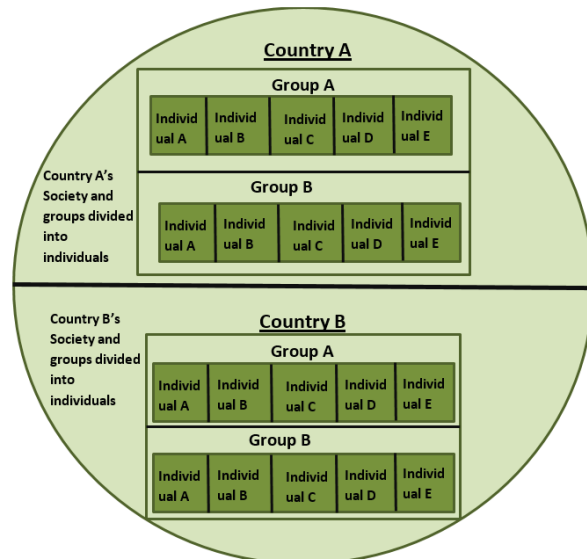 Country A
Group A
Individ Individ Individ Individ Individ
ual A ual B ual C ual D ual E
Country A's
Society and
groups divided
into
individuals
Group B
Individ Individ Individ Individ Individ
ual A ual B ual C ual D ual E
Country B's
Society and
groups divided
into
individuals
Country B
Group A
Individ Individ Individ Individ Individ
ual A ual B ual C ual D ual E
Group B
Individ Individ Individ Individ Individ
ual A ual B ual C ual D ual E